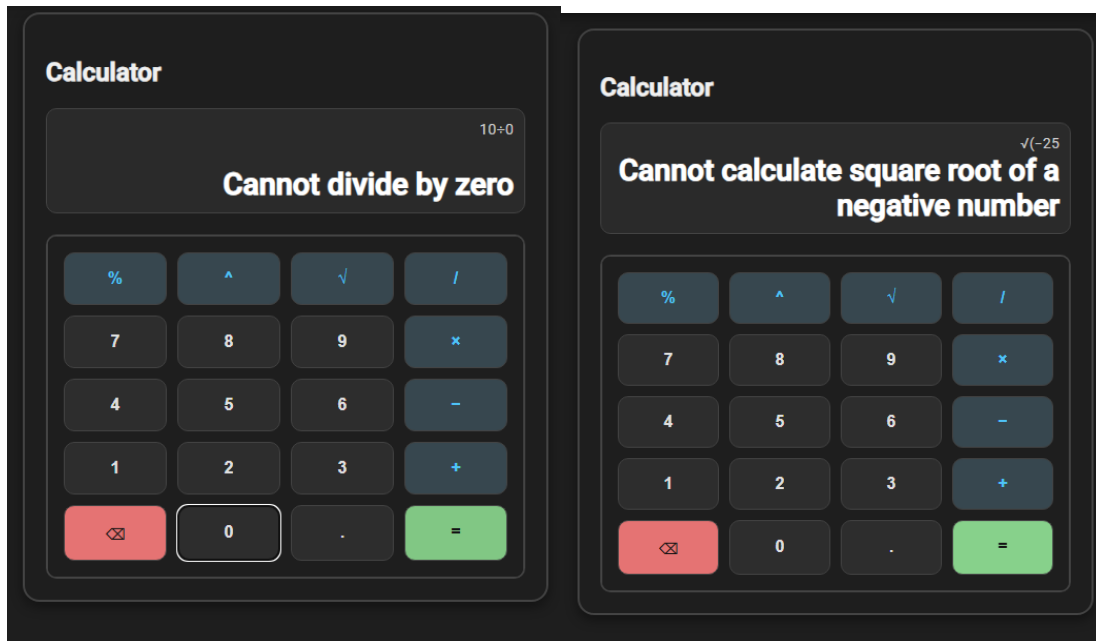 Calculator
10÷0
Cannot divide by zero
% ^ √ /
7 8 9 ×
4 5 6 −
1 2 3 +
⌫ 0 . =
Calculator
√(−25
Cannot calculate square root of a
negative number
% ^ √ /
7 8 9 ×
4 5 6 −
1 2 3 +
⌫ 0 . =